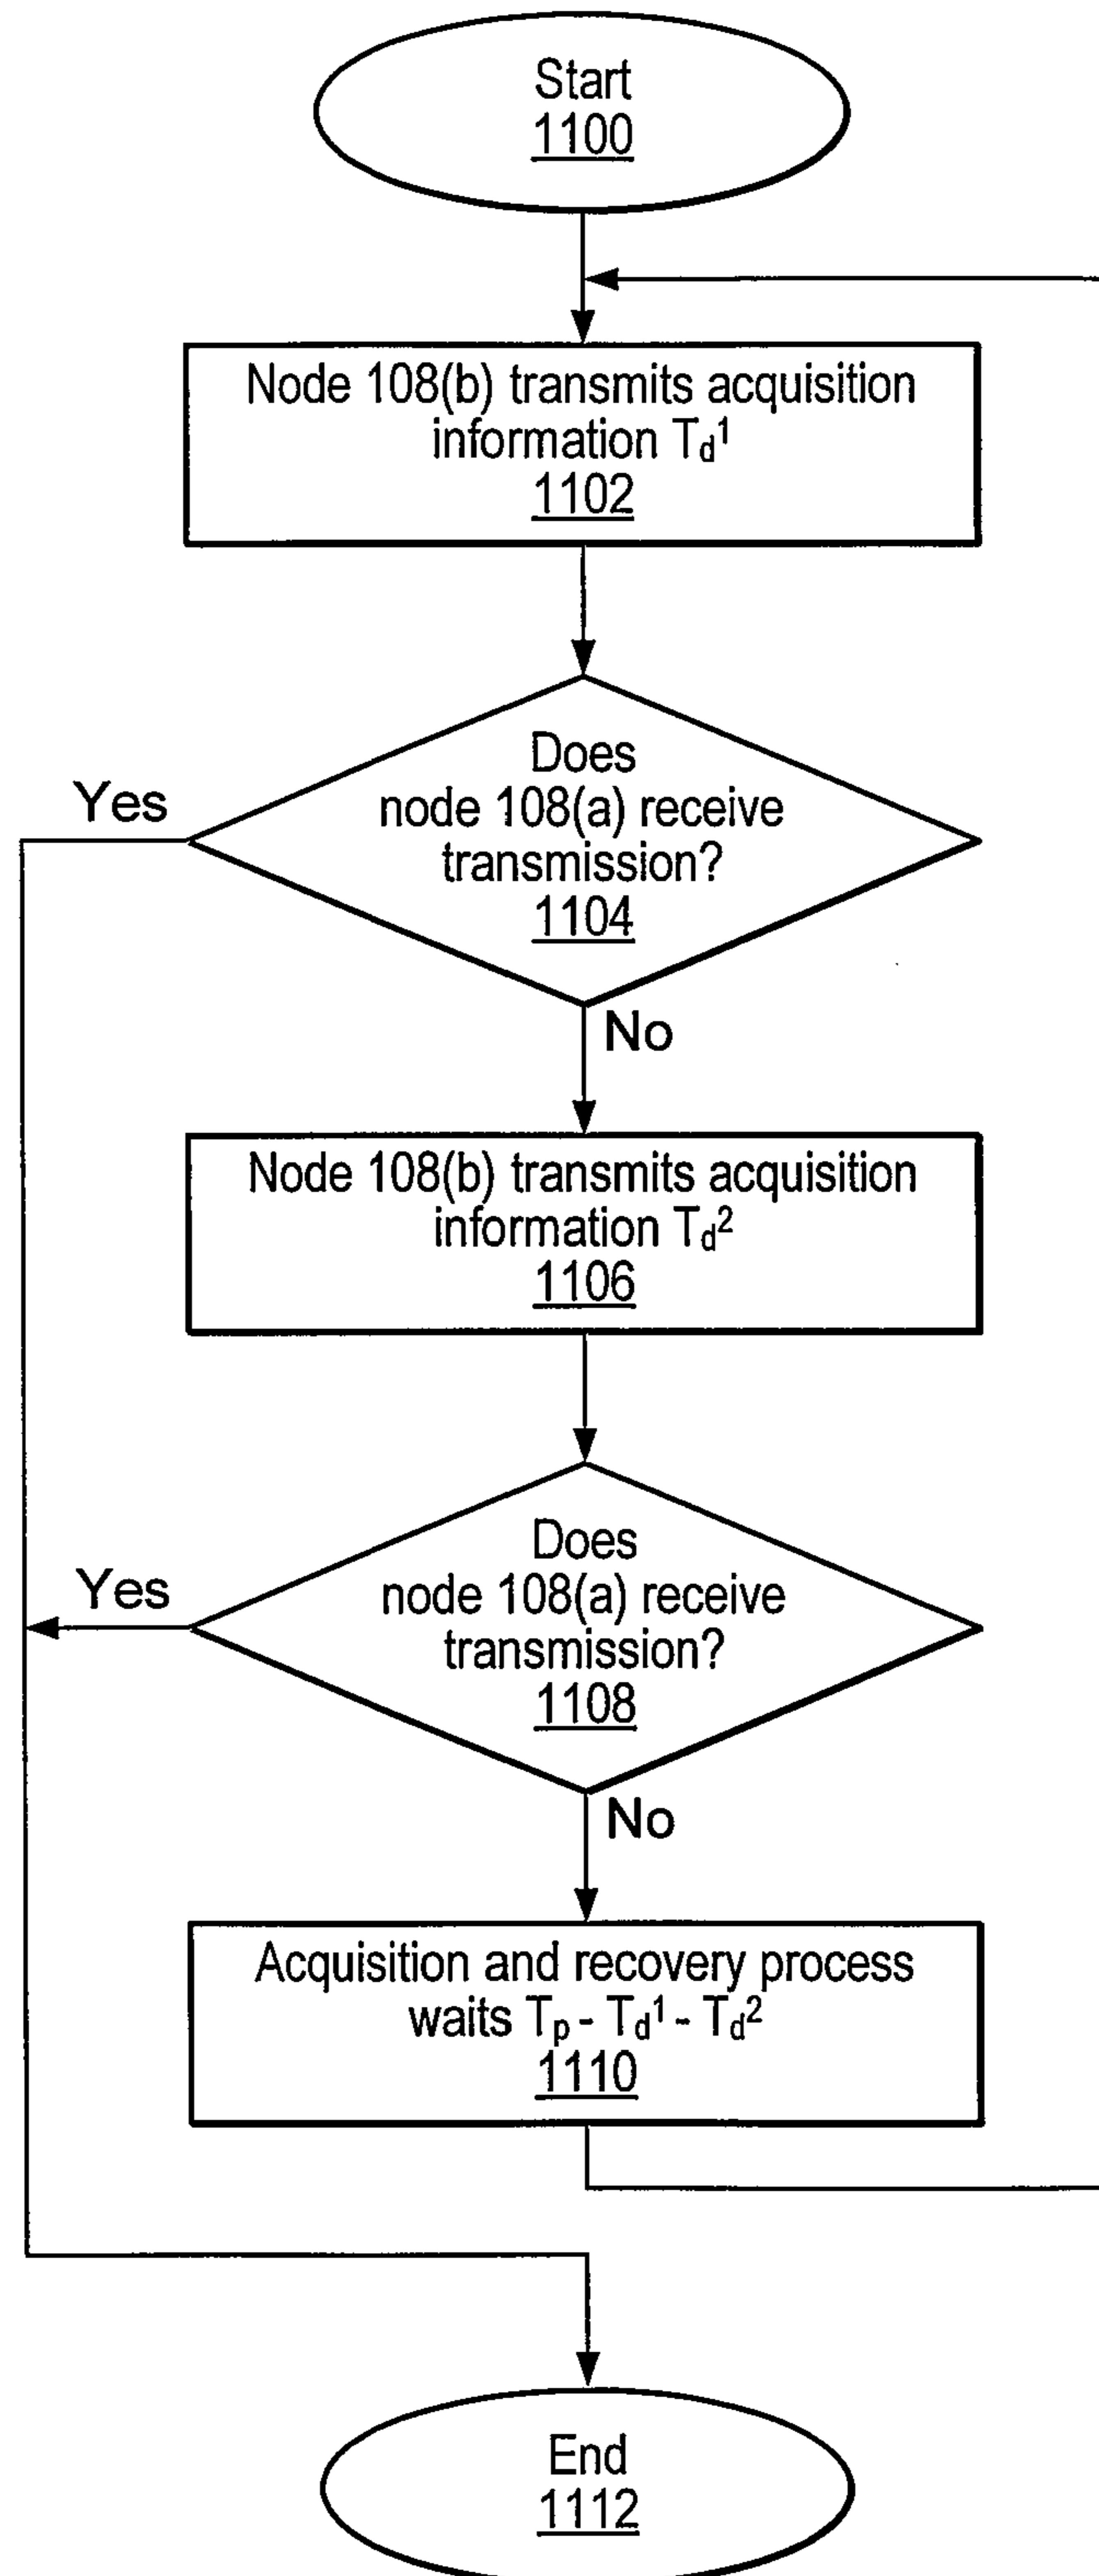 Start
1100
Node 108(b) transmits acquisition
information Td¹
1102
Does
node 108(a) receive
transmission?
1104
Yes
No
Node 108(b) transmits acquisition
information Td²
1106
Does
node 108(a) receive
transmission?
1108
Yes
No
Acquisition and recovery process
waits Tp - Td¹ - Td²
1110
End
1112